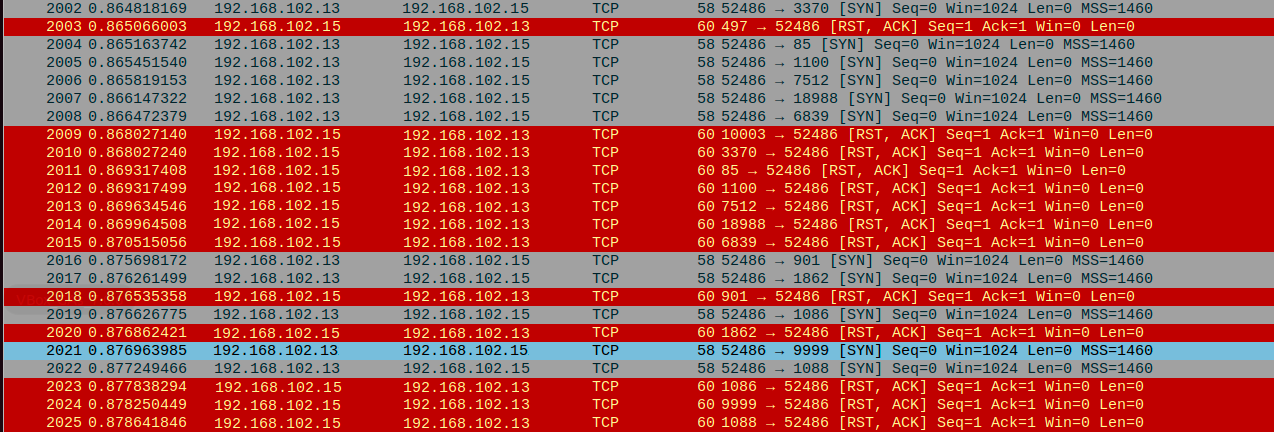 2002 0.864818169 192.168.102.13 192.168.102.15 TCP 58 52486 → 3370 [SYN] Seq=0 Win=1024 Len=0 MSS=1460
2003 0.865066003 192.168.102.15 192.168.102.13 TCP 60 497 → 52486 [RST, ACK] Seq=1 Ack=1 Win=0 Len=0
2004 0.865163742 192.168.102.13 192.168.102.15 TCP 58 52486 → 85 [SYN] Seq=0 Win=1024 Len=0 MSS=1460
2005 0.865451540 192.168.102.13 192.168.102.15 TCP 58 52486 → 1100 [SYN] Seq=0 Win=1024 Len=0 MSS=1460
2006 0.865819153 192.168.102.13 192.168.102.15 TCP 58 52486 → 7512 [SYN] Seq=0 Win=1024 Len=0 MSS=1460
2007 0.866147322 192.168.102.13 192.168.102.15 TCP 58 52486 → 18988 [SYN] Seq=0 Win=1024 Len=0 MSS=1460
2008 0.866472379 192.168.102.13 192.168.102.15 TCP 58 52486 → 6839 [SYN] Seq=0 Win=1024 Len=0 MSS=1460
2009 0.868027140 192.168.102.15 192.168.102.13 TCP 60 10003 → 52486 [RST, ACK] Seq=1 Ack=1 Win=0 Len=0
2010 0.868027240 192.168.102.15 192.168.102.13 TCP 60 3370 → 52486 [RST, ACK] Seq=1 Ack=1 Win=0 Len=0
2011 0.869317408 192.168.102.15 192.168.102.13 TCP 60 85 → 52486 [RST, ACK] Seq=1 Ack=1 Win=0 Len=0
2012 0.869317499 192.168.102.15 192.168.102.13 TCP 60 1100 → 52486 [RST, ACK] Seq=1 Ack=1 Win=0 Len=0
2013 0.869634546 192.168.102.15 192.168.102.13 TCP 60 7512 → 52486 [RST, ACK] Seq=1 Ack=1 Win=0 Len=0
2014 0.869964508 192.168.102.15 192.168.102.13 TCP 60 18988 → 52486 [RST, ACK] Seq=1 Ack=1 Win=0 Len=0
2015 0.870515056 192.168.102.15 192.168.102.13 TCP 60 6839 → 52486 [RST, ACK] Seq=1 Ack=1 Win=0 Len=0
2016 0.875698172 192.168.102.13 192.168.102.15 TCP 58 52486 → 901 [SYN] Seq=0 Win=1024 Len=0 MSS=1460
2017 0.876261499 192.168.102.13 192.168.102.15 TCP 58 52486 → 1862 [SYN] Seq=0 Win=1024 Len=0 MSS=1460
2018 0.876535358 192.168.102.15 192.168.102.13 TCP 60 901 → 52486 [RST, ACK] Seq=1 Ack=1 Win=0 Len=0
2019 0.876626775 192.168.102.13 192.168.102.15 TCP 58 52486 → 1086 [SYN] Seq=0 Win=1024 Len=0 MSS=1460
2020 0.876862421 192.168.102.15 192.168.102.13 TCP 60 1862 → 52486 [RST, ACK] Seq=1 Ack=1 Win=0 Len=0
2021 0.876963985 192.168.102.13 192.168.102.15 TCP 58 52486 → 9999 [SYN] Seq=0 Win=1024 Len=0 MSS=1460
2022 0.877249466 192.168.102.13 192.168.102.15 TCP 58 52486 → 1088 [SYN] Seq=0 Win=1024 Len=0 MSS=1460
2023 0.877838294 192.168.102.15 192.168.102.13 TCP 60 1086 → 52486 [RST, ACK] Seq=1 Ack=1 Win=0 Len=0
2024 0.878250449 192.168.102.15 192.168.102.13 TCP 60 9999 → 52486 [RST, ACK] Seq=1 Ack=1 Win=0 Len=0
2025 0.878641846 192.168.102.15 192.168.102.13 TCP 60 1088 → 52486 [RST, ACK] Seq=1 Ack=1 Win=0 Len=0